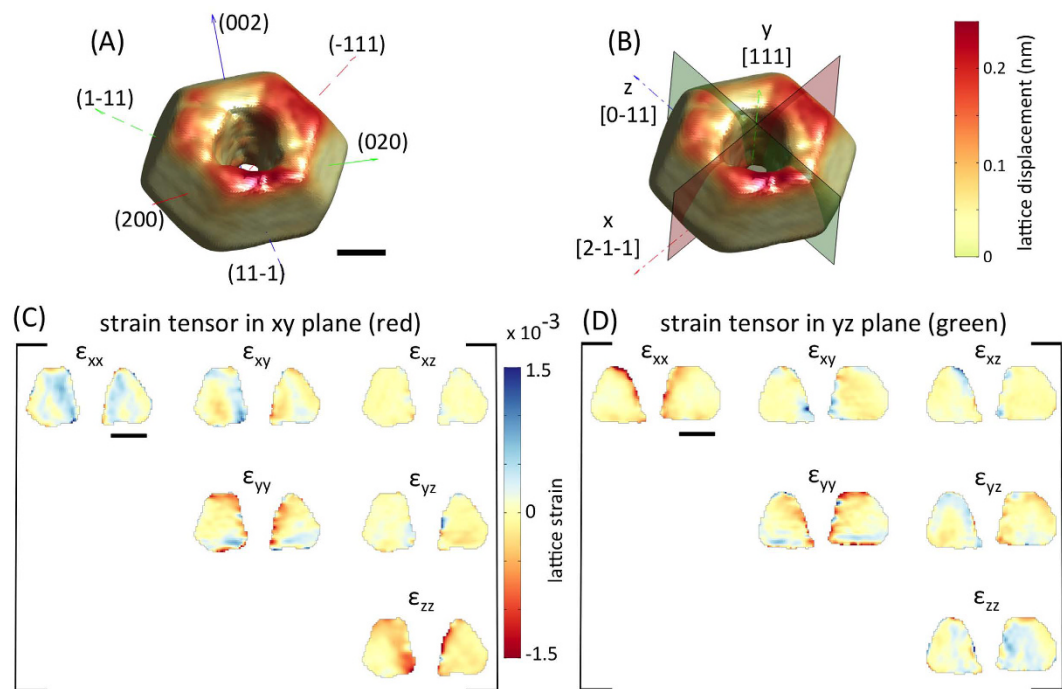 (A)
(002)
(-111)
(1-11)
(020)
(200)
(11-1)
(B)
y
[111]
z
[0-11]
x
[2-1-1]
0.2
0.1
0
lattice displacement (nm)
(C)
strain tensor in xy plane (red)
εxx
εxy
εxz
εyy
εyz
εzz
x 10⁻³
1.5
0
-1.5
lattice strain
(D)
strain tensor in yz plane (green)
εxx
εxy
εxz
εyy
εyz
εzz